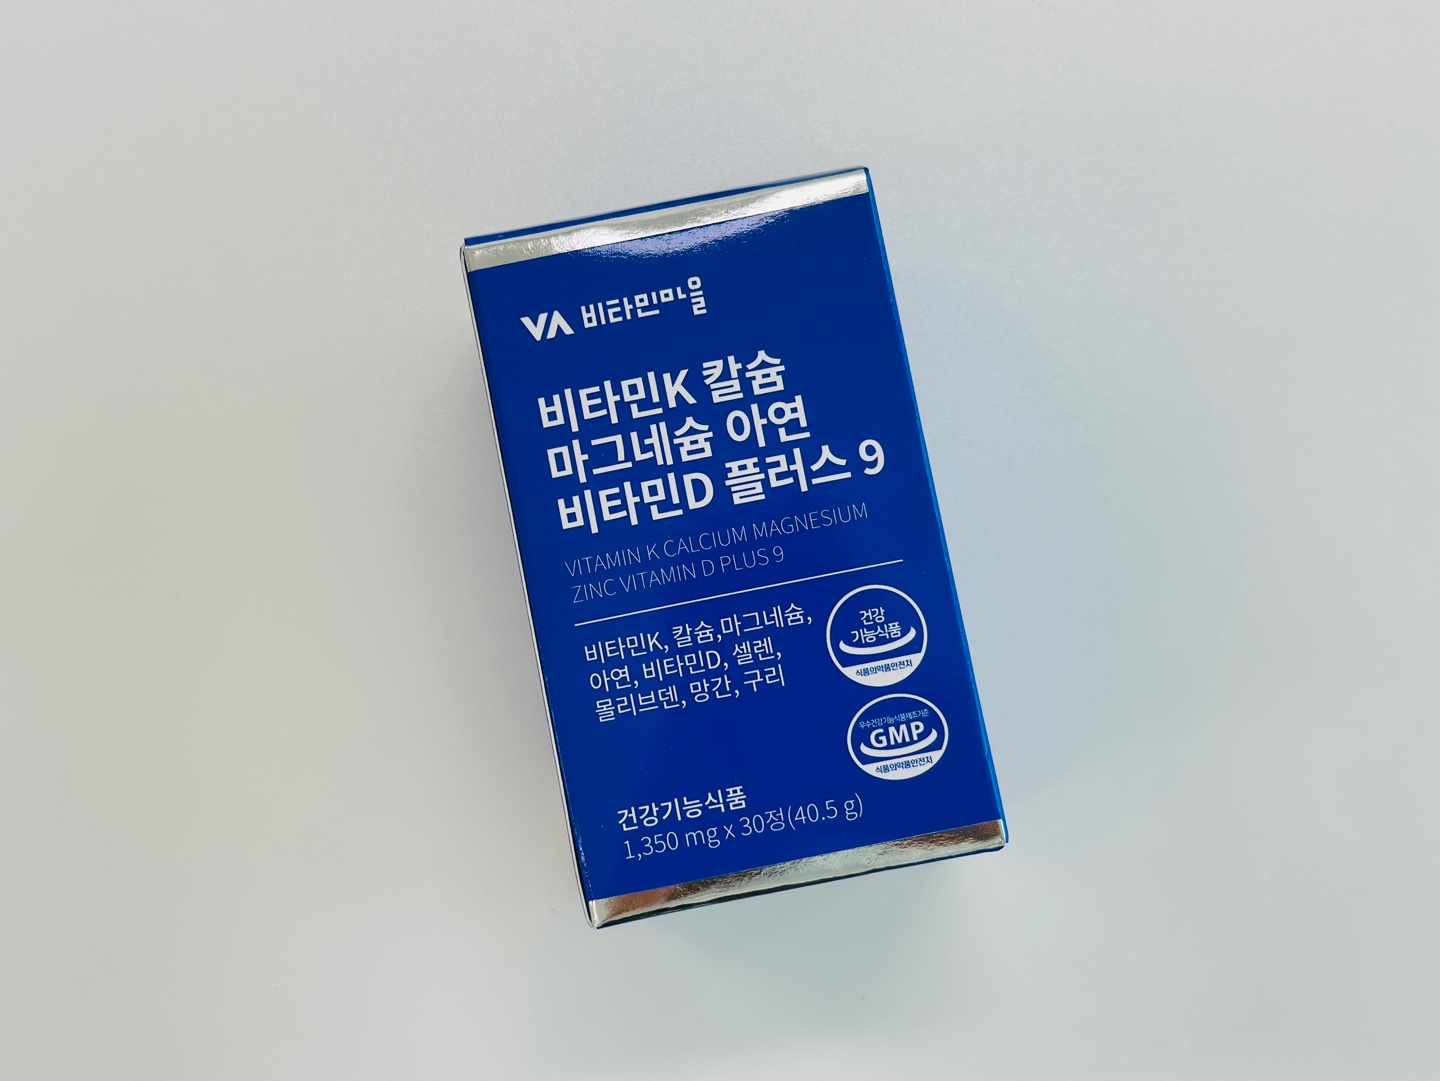 VA 비타민마을
비타민K 칼슘
마그네슘 아연
비타민D 플러스 9
VITAMIN K CALCIUM MAGNESIUM
ZINC VITAMIN D PLUS 9
비타민K, 칼슘,마그네슘,
아연, 비타민D, 셀렌,
몰리브덴, 망간, 구리
건강
기능식품
식품의약품안전처
우수건강기능식품제조기준
GMP
식품의약품안전처
건강기능식품
1,350 mg x 30정(40.5 g)